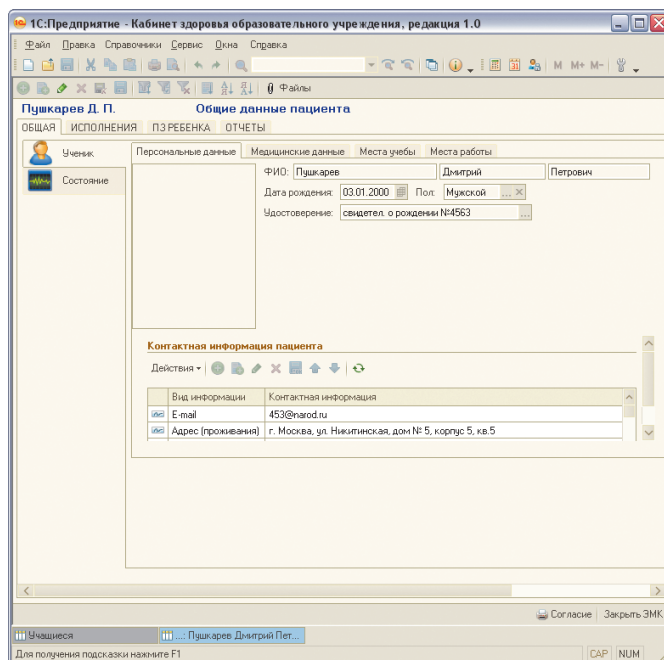 1С:Предприятие - Кабинет здоровья образовательного учреждения, редакция 1.0
Файл Правка Справочники Сервис Окна Справка
M M+ M-
Файлы
Пушкарев Д. П. Общие данные пациента
ОБЩАЯ ИСПОЛНЕНИЯ ПЗ РЕБЕНКА ОТЧЕТЫ
Ученик
Состояние
Персональные данные Медицинские данные Места учебы Места работы
ФИО: Пушкарев Дмитрий Петрович
Дата рождения: 03.01.2000 Пол: Мужской ... ×
Удостоверение: свидетел. о рождении №4563 ...
Контактная информация пациента
Действия
Вид информации Контактная информация
E-mail 453@narod.ru
Адрес (проживания) г. Москва, ул. Никитинская, дом № 5, корпус 5, кв.5
Согласие Закрыть ЭМК
Учащиеся ...: Пушкарев Дмитрий Пет...
Для получения подсказки нажмите F1 CAP NUM